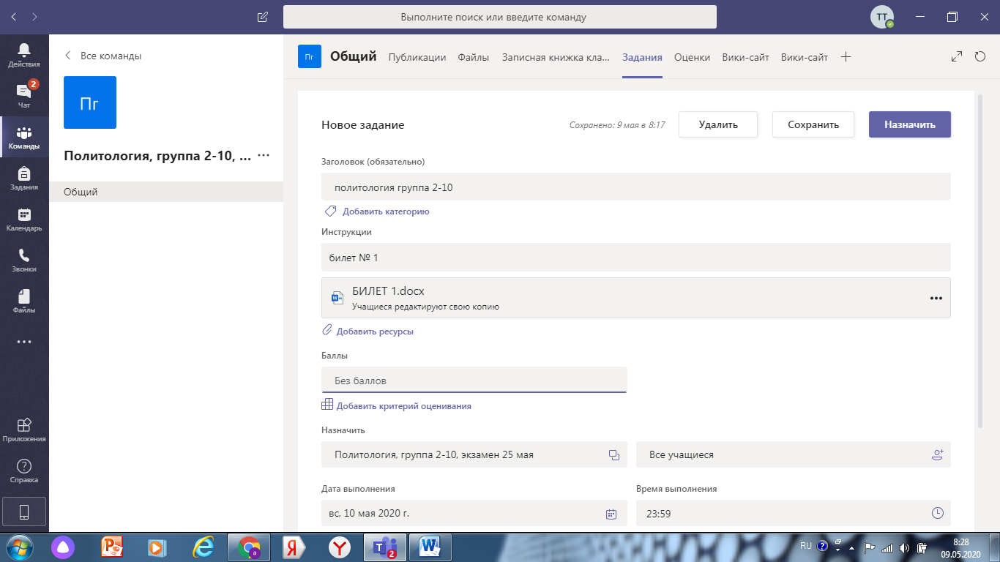 Выполните поиск или введите команду
ТТ
Действия
2
Чат
Команды
Задания
Календарь
Звонки
Файлы
Приложения
Справка
Все команды
Пг
Политология, группа 2-10, ...
Общий
Пг
Общий Публикации Файлы Записная книжка кла... Задания Оценки Вики-сайт Вики-сайт
Новое задание
Сохранено: 9 мая в 8:17
Удалить
Сохранить
Назначить
Заголовок (обязательно)
политология группа 2-10
Добавить категорию
Инструкции
билет № 1
БИЛЕТ 1.docx
Учащиеся редактируют свою копию
Добавить ресурсы
Баллы
Без баллов
Добавить критерий оценивания
Назначить
Политология, группа 2-10, экзамен 25 мая
Все учащиеся
Дата выполнения
Время выполнения
вс, 10 мая 2020 г.
23:59
RU
8:28
09.05.2020